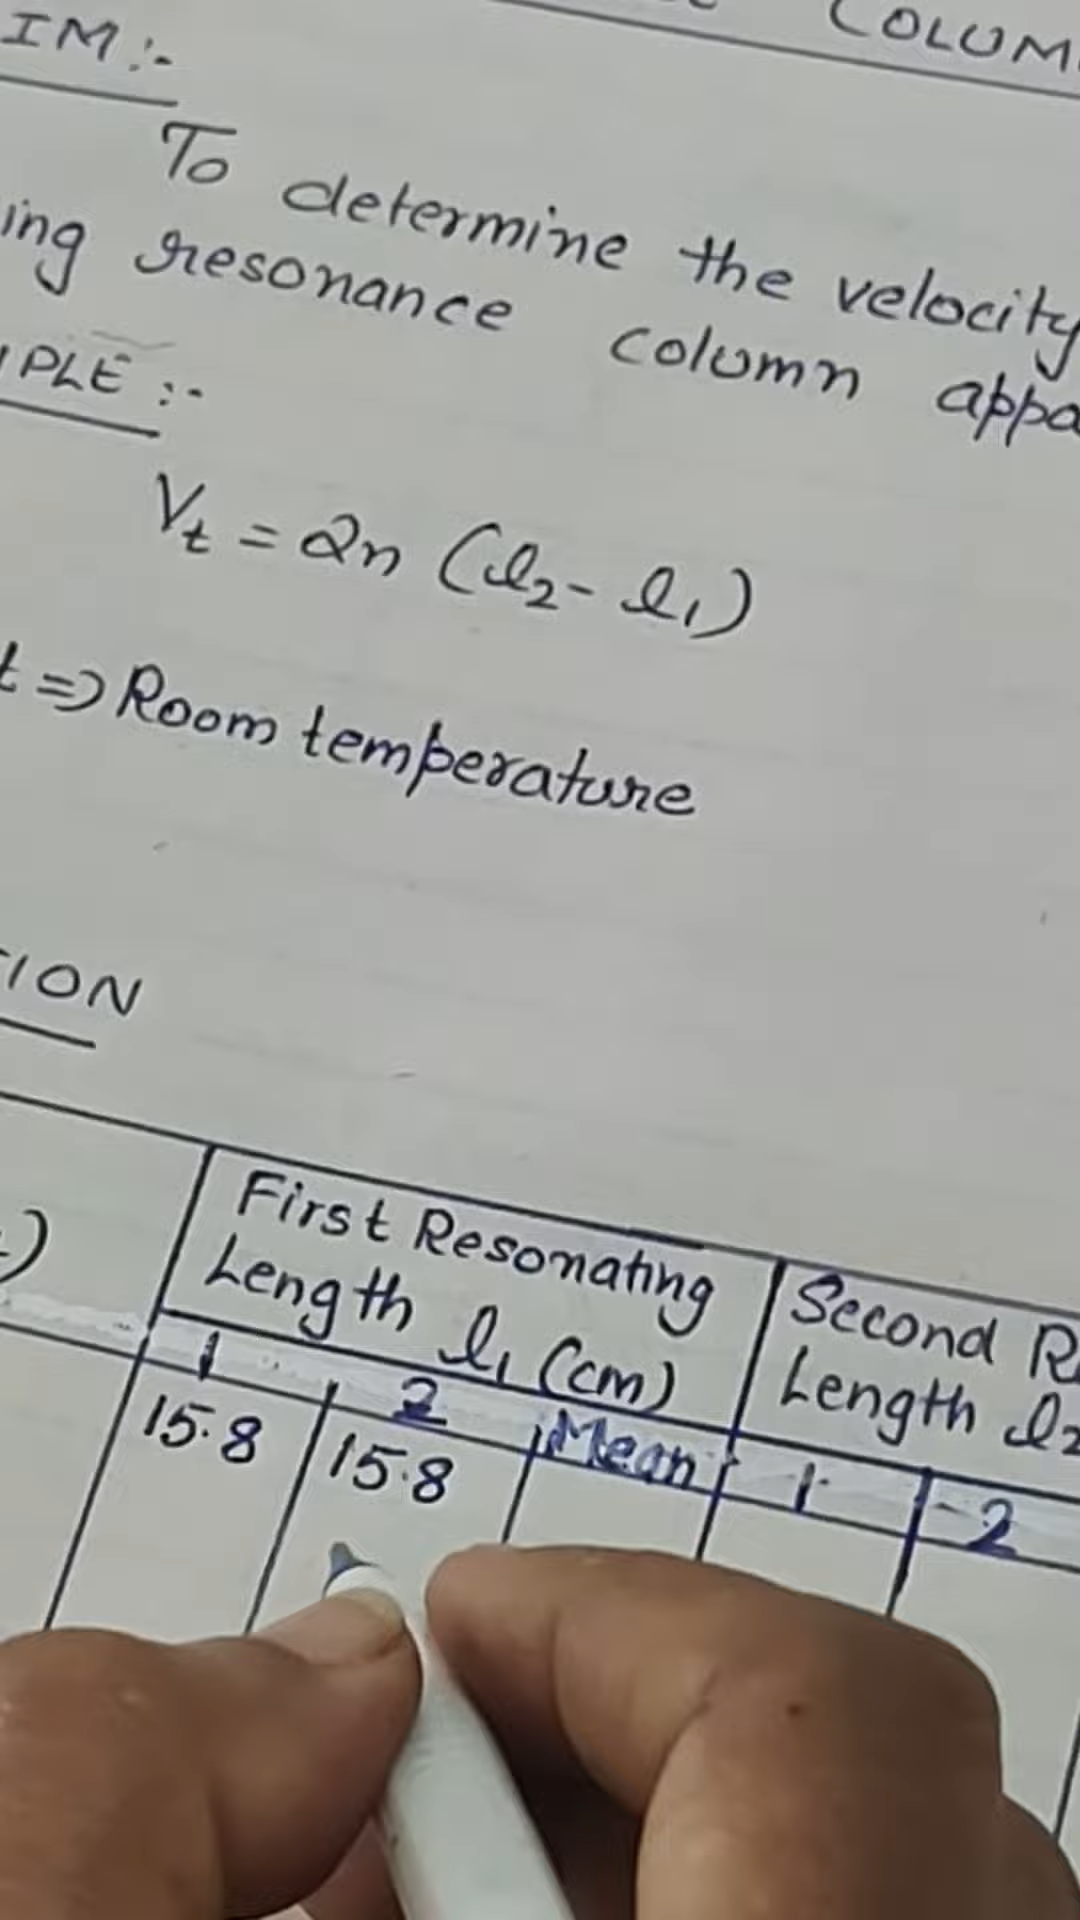 COLUM
IM :-
To determine the velocity
ing resonance column appa
IPLE :-
Vt = 2n (l2 - l1)
t => Room temperature
TION
First Resonating
Length l1 (cm)
Second R
Length l2
1 2 Mean 1 2
15.8 15.8